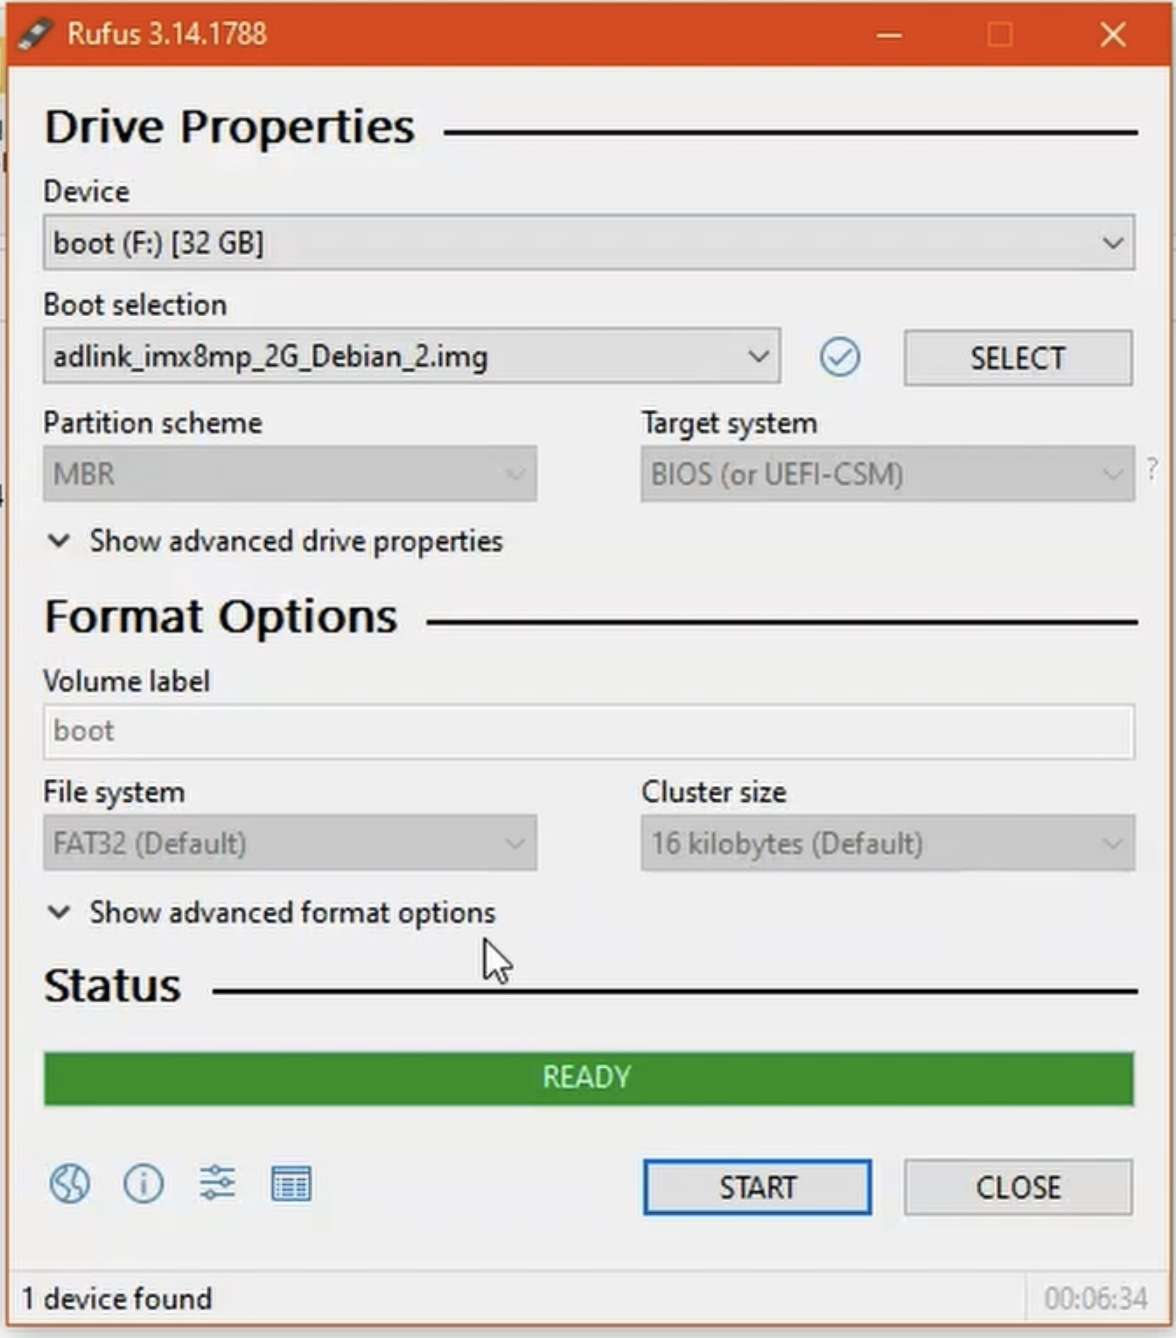 Rufus 3.14.1788
Drive Properties
Device
boot (F:) [32 GB]
Boot selection
adlink_imx8mp_2G_Debian_2.img
SELECT
Partition scheme
Target system
MBR
BIOS (or UEFI-CSM)
?
Show advanced drive properties
Format Options
Volume label
boot
File system
Cluster size
FAT32 (Default)
16 kilobytes (Default)
Show advanced format options
Status
READY
START
CLOSE
1 device found
00:06:34